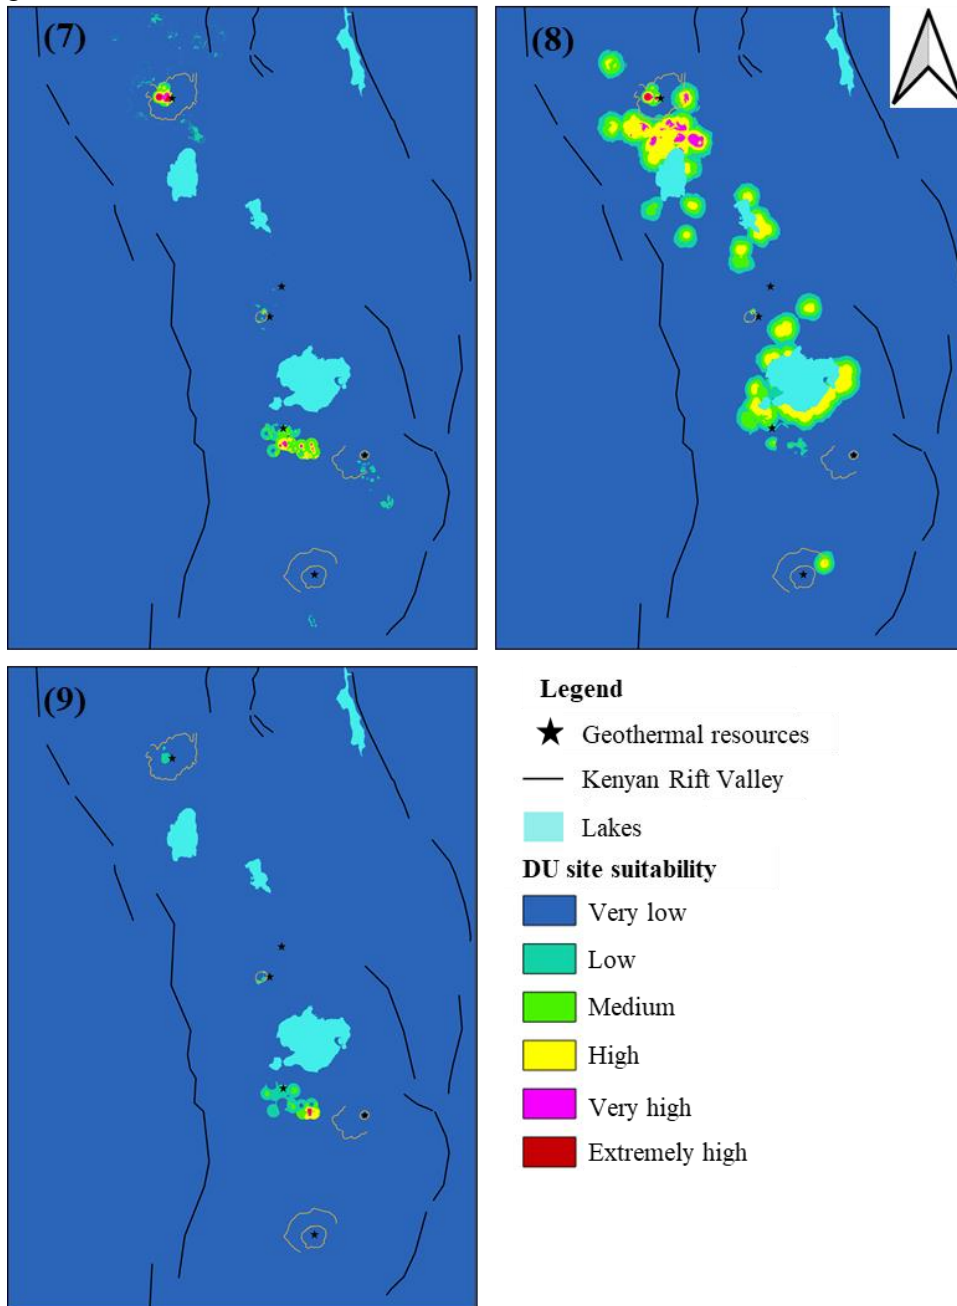 (7)
(8)
(9)
Legend
Geothermal resources
Kenyan Rift Valley
Lakes
DU site suitability
Very low
Low
Medium
High
Very high
Extremely high